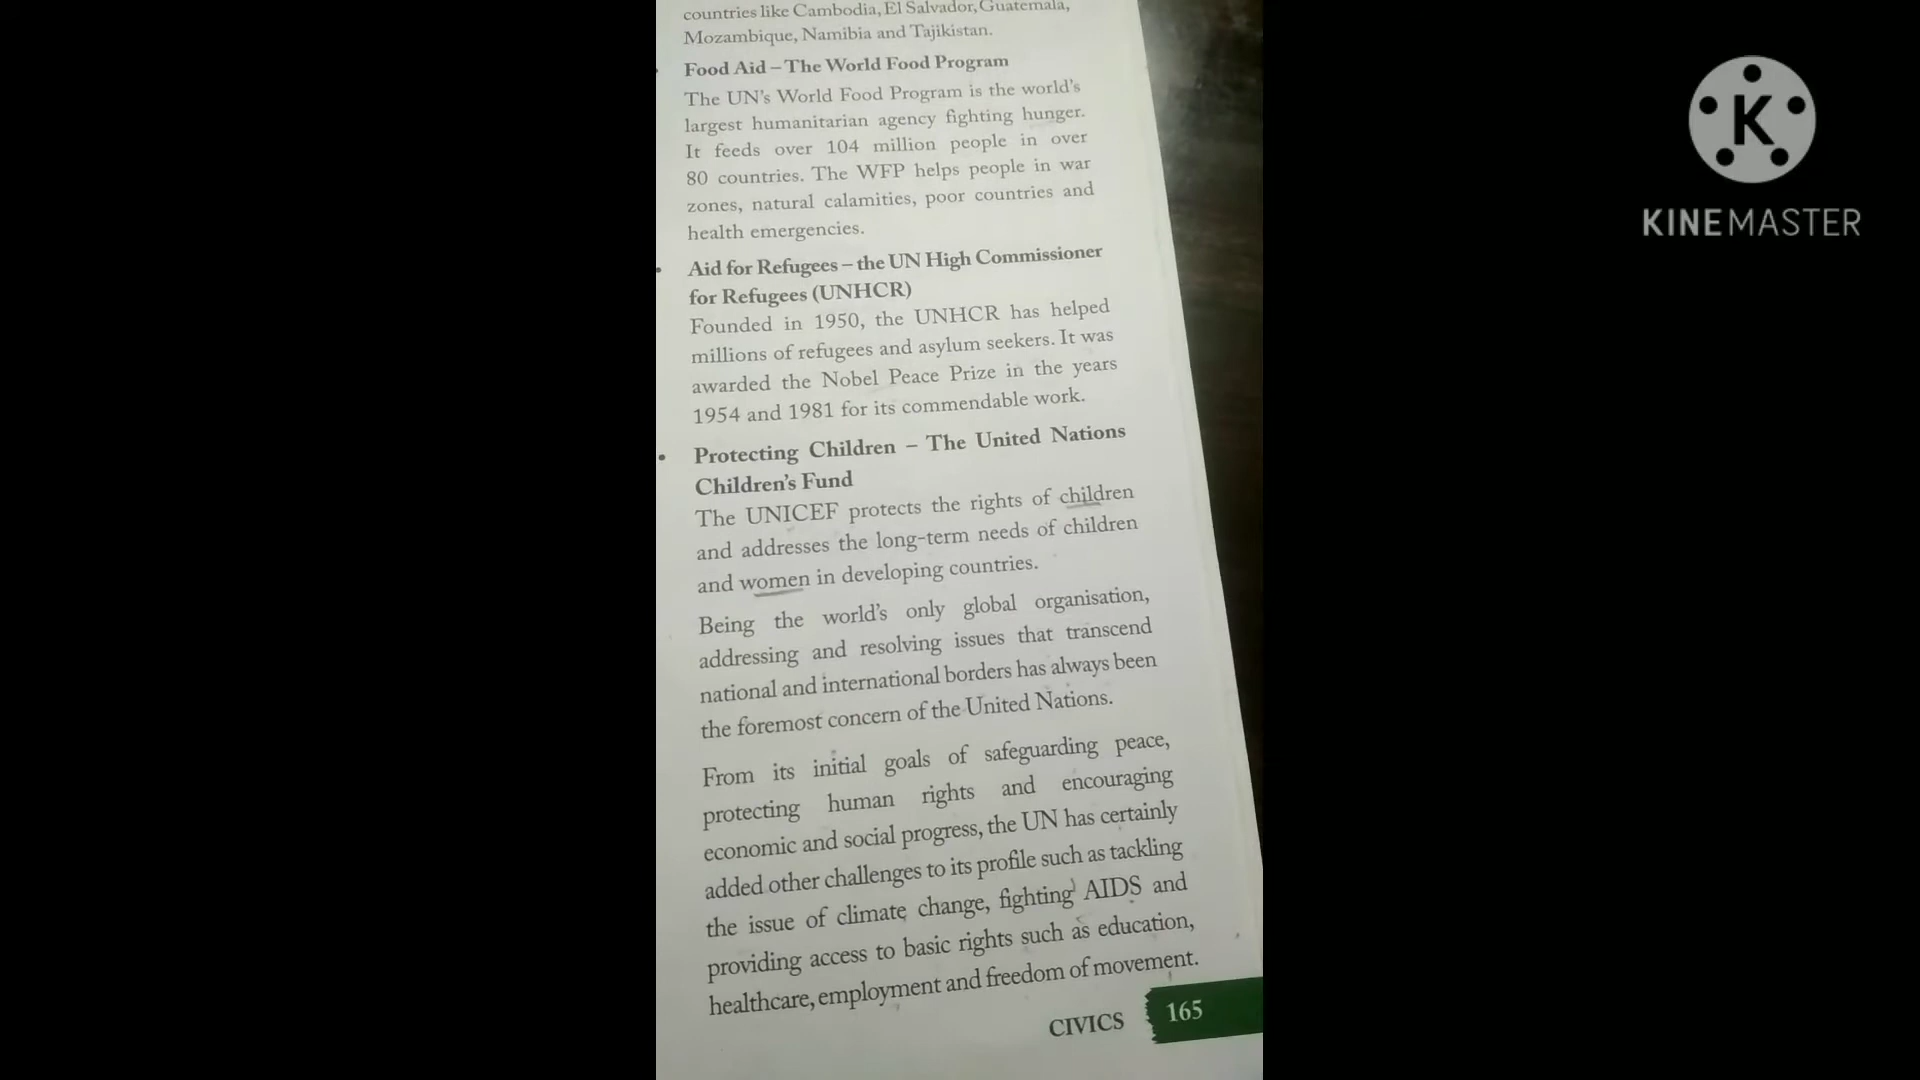 countries like Cambodia, El Salvador, Guatemala,
Mozambique, Namibia and Tajikistan.
Food Aid – The World Food Program
The UN's World Food Program is the world's
largest humanitarian agency fighting hunger.
It feeds over 104 million people in over
80 countries. The WFP helps people in war
zones, natural calamities, poor countries and
health emergencies.
• Aid for Refugees – the UN High Commissioner
for Refugees (UNHCR)
Founded in 1950, the UNHCR has helped
millions of refugees and asylum seekers. It was
awarded the Nobel Peace Prize in the years
1954 and 1981 for its commendable work.
• Protecting Children – The United Nations
Children's Fund
The UNICEF protects the rights of children
and addresses the long-term needs of children
and women in developing countries.
Being the world's only global organisation,
addressing and resolving issues that transcend
national and international borders has always been
the foremost concern of the United Nations.
From its initial goals of safeguarding peace,
protecting human rights and encouraging
economic and social progress, the UN has certainly
added other challenges to its profile such as tackling
the issue of climate change, fighting AIDS and
providing access to basic rights such as education,
healthcare, employment and freedom of movement.
CIVICS 165
K
KINEMASTER